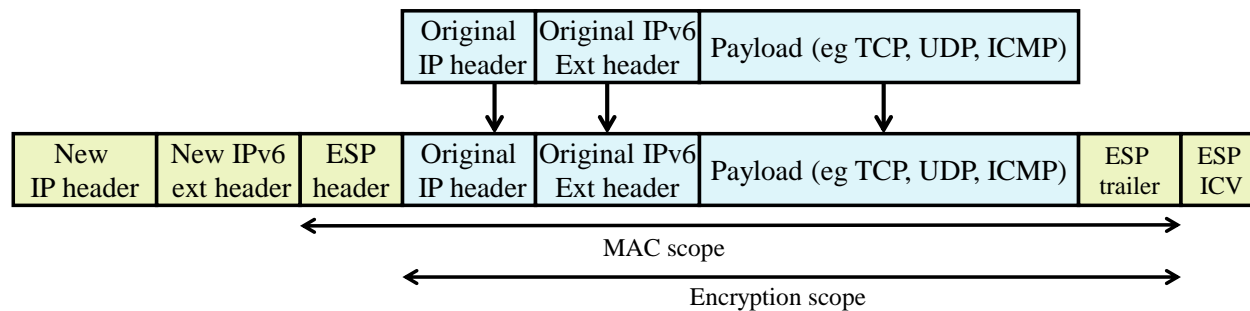 Original
IP header
Original IPv6
Ext header
Payload (eg TCP, UDP, ICMP)
New
IP header
New IPv6
ext header
ESP
header
Original
IP header
Original IPv6
Ext header
Payload (eg TCP, UDP, ICMP)
ESP
trailer
ESP
ICV
MAC scope
Encryption scope